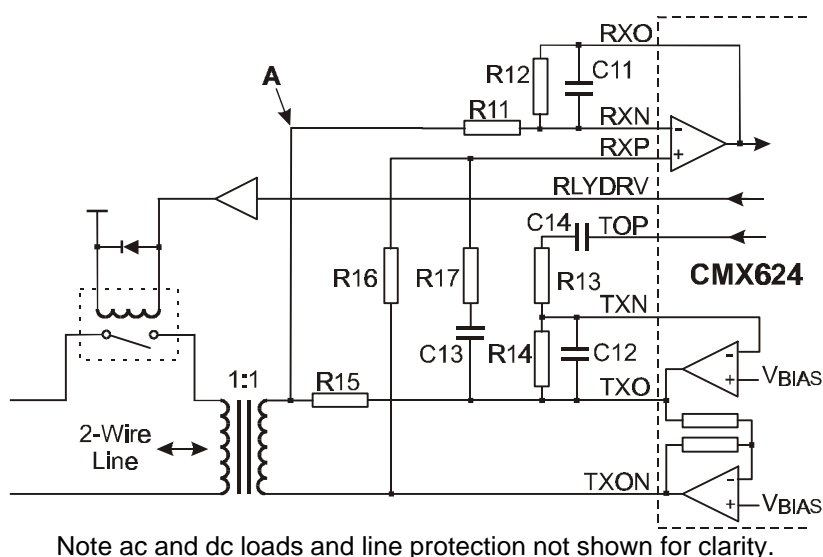 RXO
R12
C11
A
R11
RXN
RXP
-
+
RLYDRV
C14
TOP
R16
R17
R13
CMX624
TXN
C13
R14
C12
-
+
VBIAS
1:1
R15
TXO
2-Wire
Line
-
+
VBIAS
TXON
Note ac and dc loads and line protection not shown for clarity.